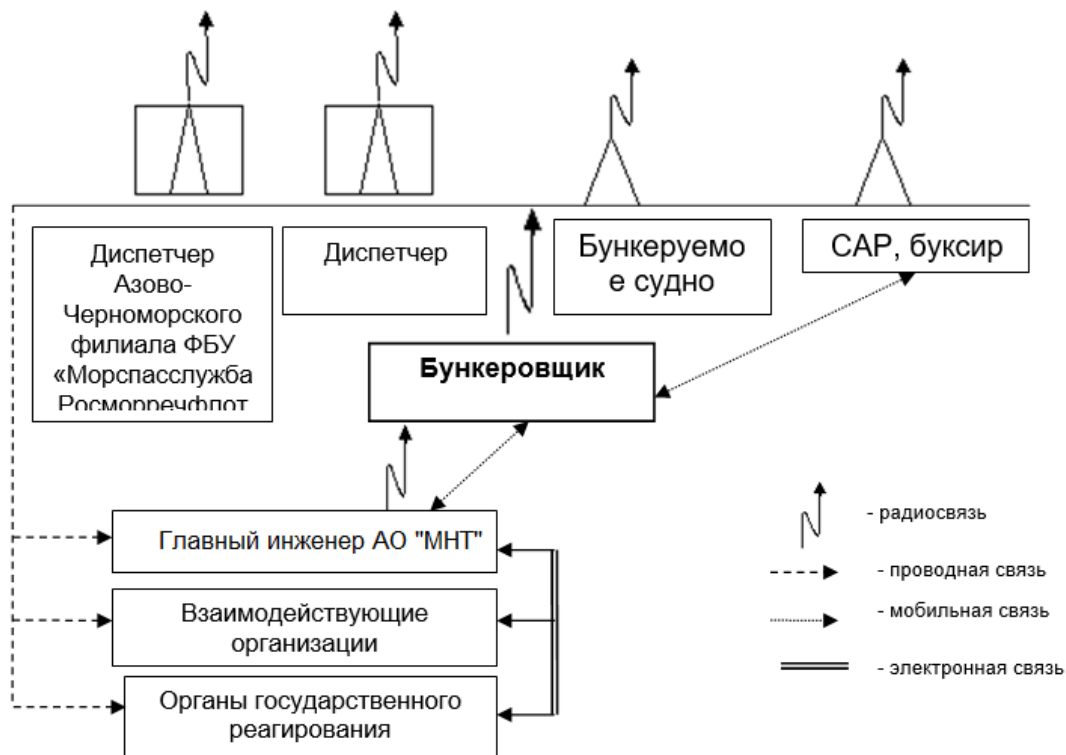 Диспетчер
Азово-
Черноморского
филиала ФБУ
«Морспасслужба
Росморречфлот
Диспетчер
Бункеруемо
е судно
САР, буксир
Бункеровщик
Главный инженер АО "МНТ"
Взаимодействующие
организации
Органы государственного
реагирования
- радиосвязь
- проводная связь
- мобильная связь
- электронная связь